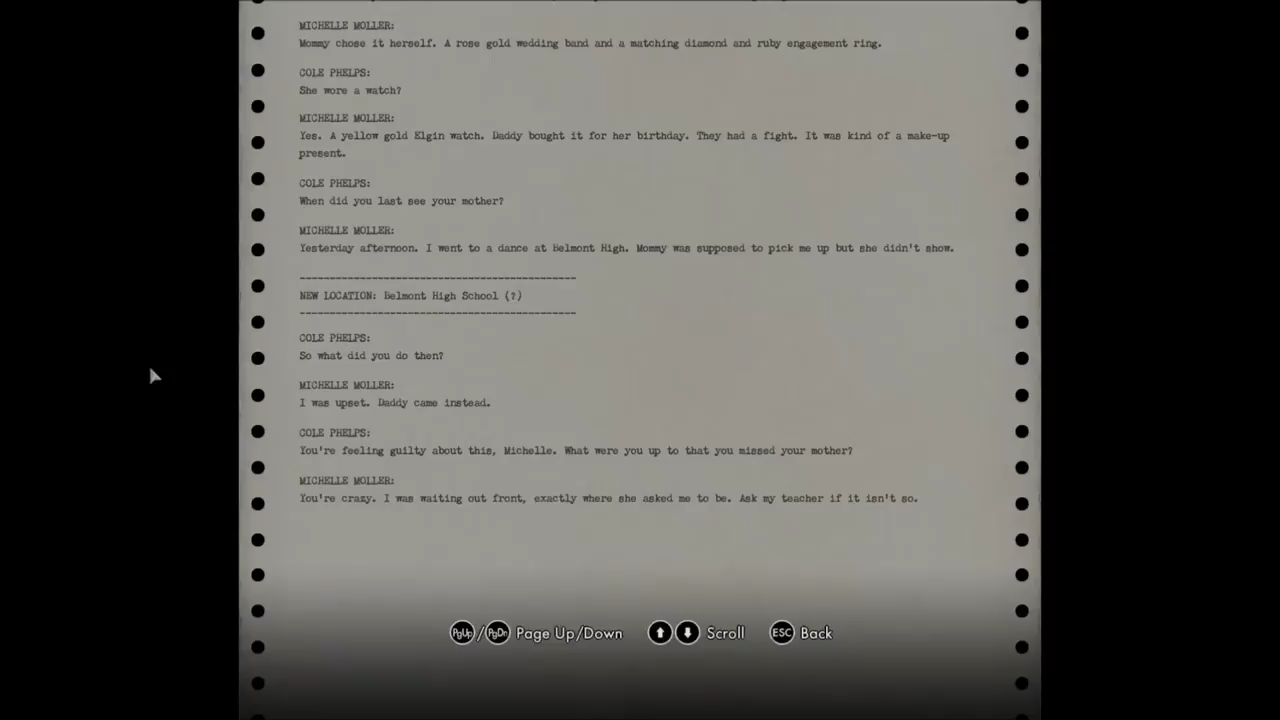 MICHELLE MOLLER:
Mommy chose it herself. A rose gold wedding band and a matching diamond and ruby engagement ring.
COLE PHELPS:
She wore a watch?
MICHELLE MOLLER:
Yes. A yellow gold Elgin watch. Daddy bought it for her birthday. They had a fight. It was kind of a make-up
present.
COLE PHELPS:
When did you last see your mother?
MICHELLE MOLLER:
Yesterday afternoon. I went to a dance at Belmont High. Mommy was supposed to pick me up but she didn't show.
----------------------------------------------
NEW LOCATION: Belmont High School (?)
----------------------------------------------
COLE PHELPS:
So what did you do then?
MICHELLE MOLLER:
I was upset. Daddy came instead.
COLE PHELPS:
You're feeling guilty about this, Michelle. What were you up to that you missed your mother?
MICHELLE MOLLER:
You're crazy. I was waiting out front, exactly where she asked me to be. Ask my teacher if it isn't so.
PgUp/PgDn Page Up/Down Scroll ESC Back